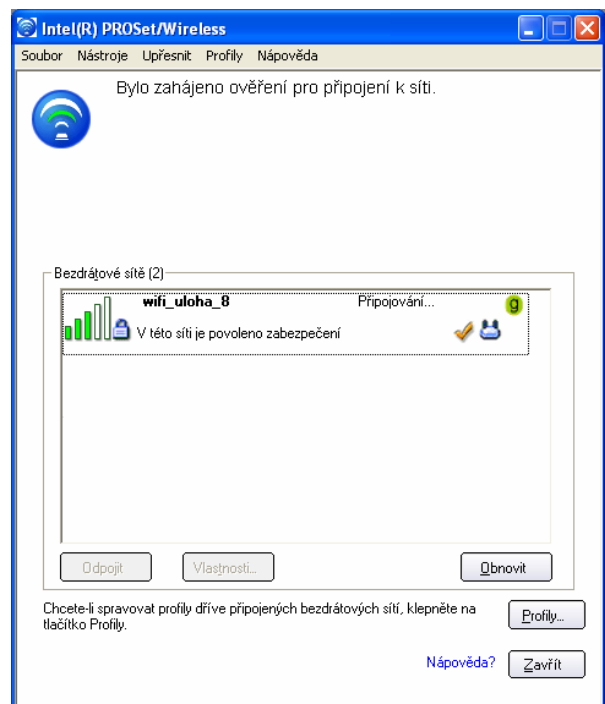 Intel(R) PROSet/Wireless
Soubor Nástroje Upřesnit Profily Nápověda
Bylo zahájeno ověření pro připojení k síti.
Bezdrátové sítě (2)
wifi_uloha_8 Připojování... g
V této síti je povoleno zabezpečení
Odpojit Vlastnosti... Obnovit
Chcete-li spravovat profily dříve připojených bezdrátových sítí, klepněte na
tlačítko Profily.
Profily...
Nápověda? Zavřít